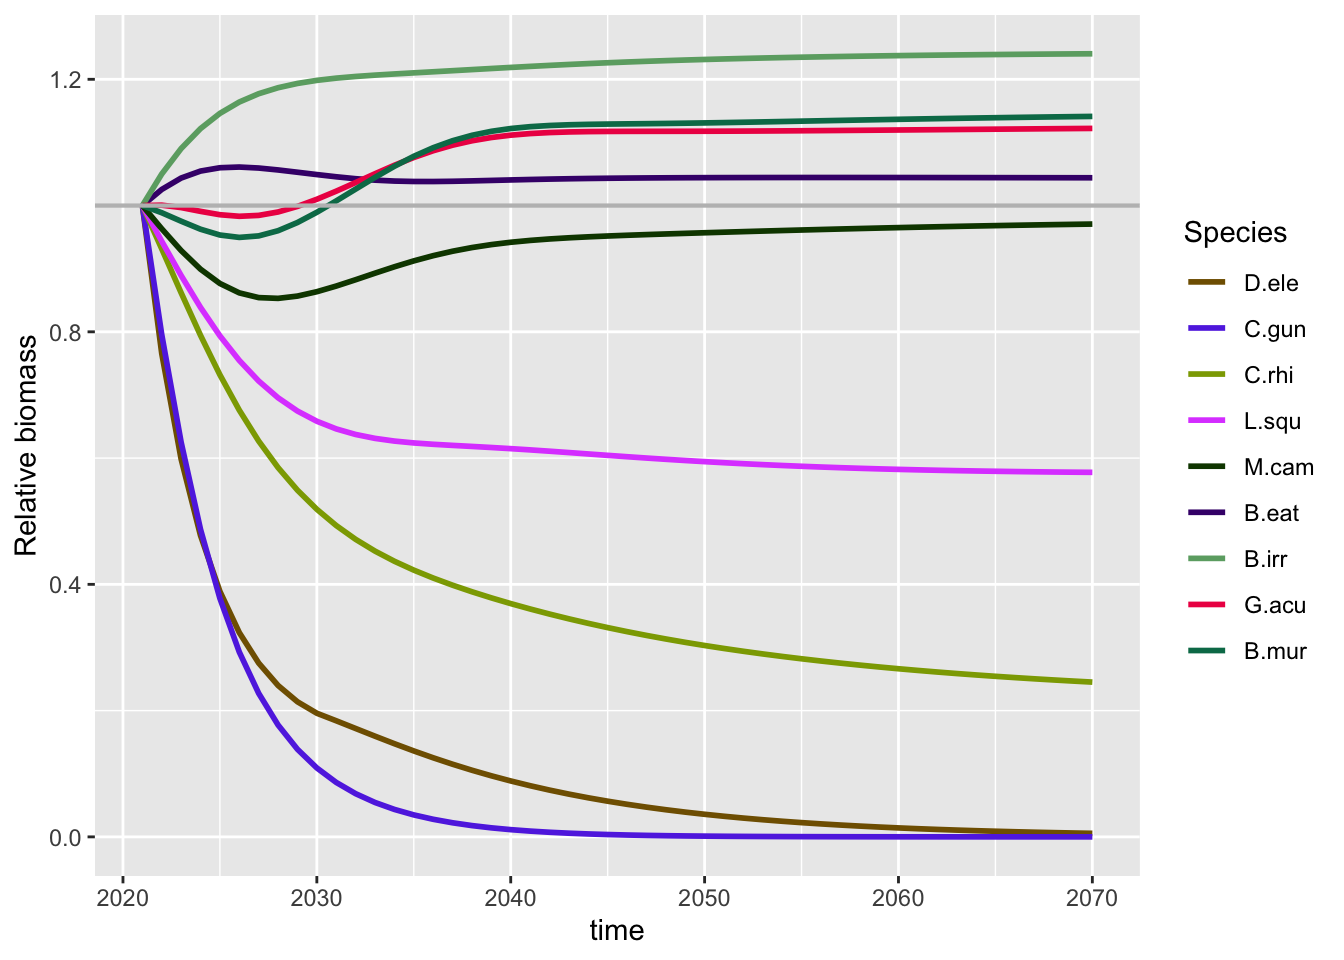 1.2
0.8
0.4
0.0
Relative biomass
2020 2030 2040 2050 2060 2070
time
Species
D.ele
C.gun
C.rhi
L.squ
M.cam
B.eat
B.irr
G.acu
B.mur